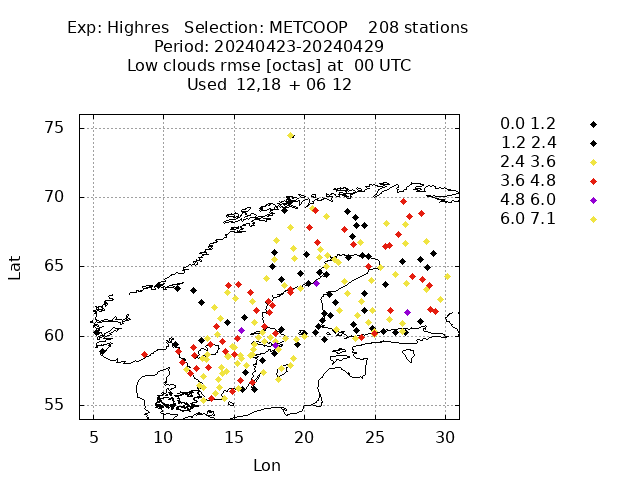 Exp: Highres   Selection: METCOOP    208 stations
Period: 20240423-20240429
Low clouds rmse [octas] at  00 UTC
Used  12,18 + 06 12
75
70
65
60
55
5 10 15 20 25 30
Lat
Lon
0.0 1.2
1.2 2.4
2.4 3.6
3.6 4.8
4.8 6.0
6.0 7.1